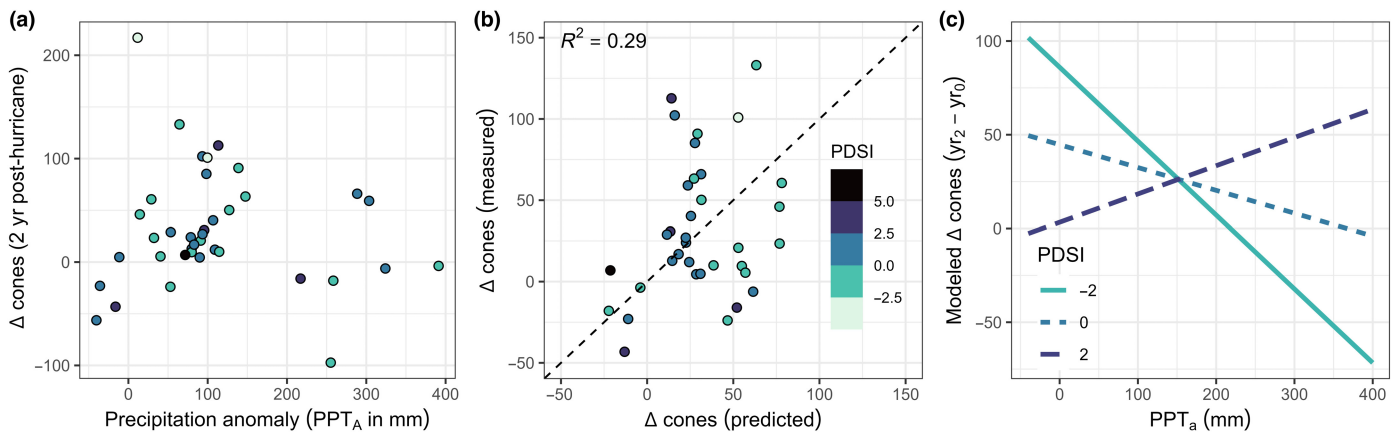 (a)
Δ cones (2 yr post-hurricane)
200
100
0
−100
0
100
200
300
400
Precipitation anomaly (PPT_A in mm)
(b)
R² = 0.29
Δ cones (measured)
150
100
50
0
−50
−50
0
50
100
150
Δ cones (predicted)
PDSI
5.0
2.5
0.0
−2.5
(c)
Modeled Δ cones (yr₂ − yr₀)
100
50
0
−50
PDSI
−2
0
2
0
100
200
300
400
PPTₐ (mm)